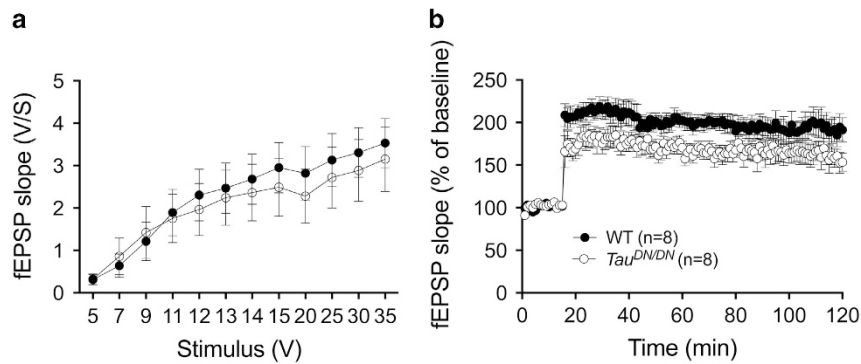 a
fEPSP slope (V/S)
5
4
3
2
1
0
5 7 9 11 12 13 14 15 20 25 30 35
Stimulus (V)
b
fEPSP slope (% of baseline)
250
200
150
100
50
0
WT (n=8)
Tau^DN/DN (n=8)
0 20 40 60 80 100 120
Time (min)